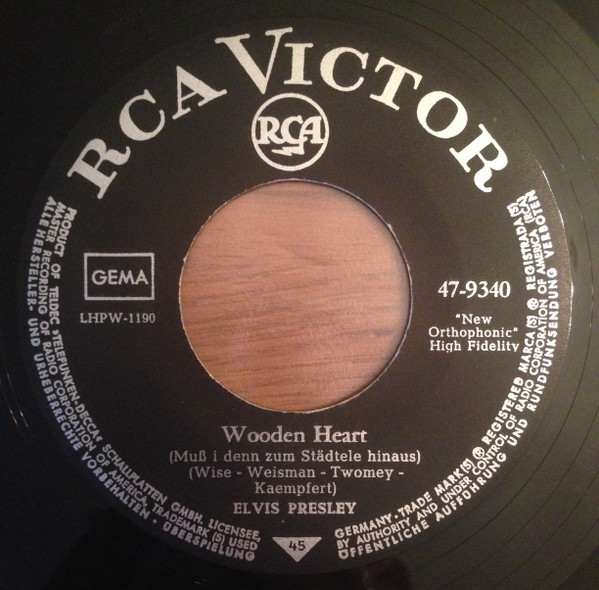 RCA VICTOR
RCA
GEMA
LHPW-1190
47-9340
"New
Orthophonic"
High Fidelity
Wooden Heart
(Muß i denn zum Städtele hinaus)
(Wise - Weisman - Twomey -
Kaempfert)
ELVIS PRESLEY
45
PRODUCT OF TELDEC »TELEFUNKEN-DECCA« SCHALLPLATTEN GMBH. LICENSEE,
MASTER RECORDING OF RADIO CORPORATION OF AMERICA. TRADEMARK (S) USED
ALLE HERSTELLER- UND URHEBERRECHTE VORBEHALTEN · ÜBERSPIELUNG
GERMANY · TRADE MARK(S) ® REGISTERED MARCA(S) ® REGISTRADA(S)
BY AUTHORITY AND UNDER CONTROL OF RADIO CORPORATION OF AMERICA (RCA)
ÖFFENTLICHE AUFFÜHRUNG UND RUNDFUNKSENDUNG VERBOTEN